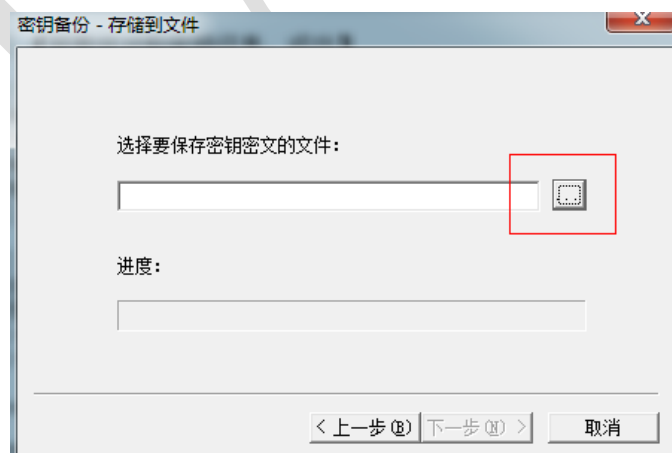 密钥备份 - 存储到文件
选择要保存密钥密文的文件：
..
进度：
< 上一步(B) 下一步(N) > 取消